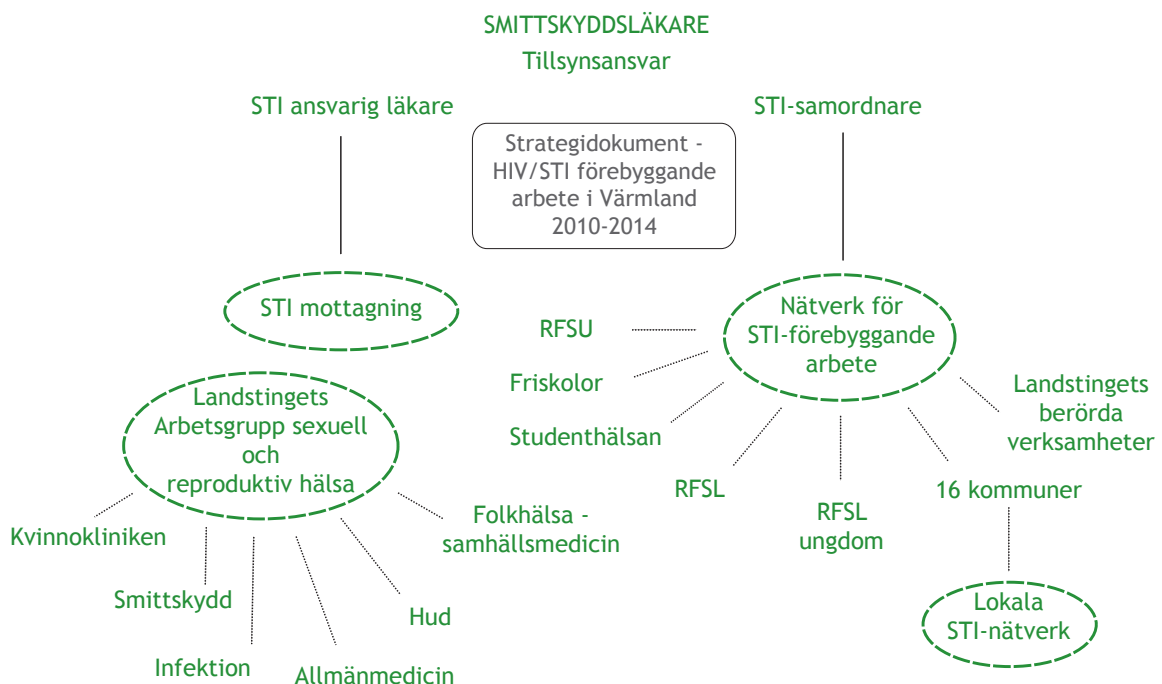 SMITTSKYDDSLÄKARE
Tillsynsansvar
STI ansvarig läkare
STI-samordnare
Strategidokument -
HIV/STI förebyggande
arbete i Värmland
2010-2014
STI mottagning
Nätverk för
STI-förebyggande
arbete
RFSU
Friskolor
Studenthälsan
RFSL
RFSL
ungdom
16 kommuner
Landstingets
berörda
verksamheter
Lokala
STI-nätverk
Landstingets
Arbetsgrupp sexuell
och
reproduktiv hälsa
Kvinnokliniken
Smittskydd
Infektion
Allmänmedicin
Hud
Folkhälsa -
samhällsmedicin